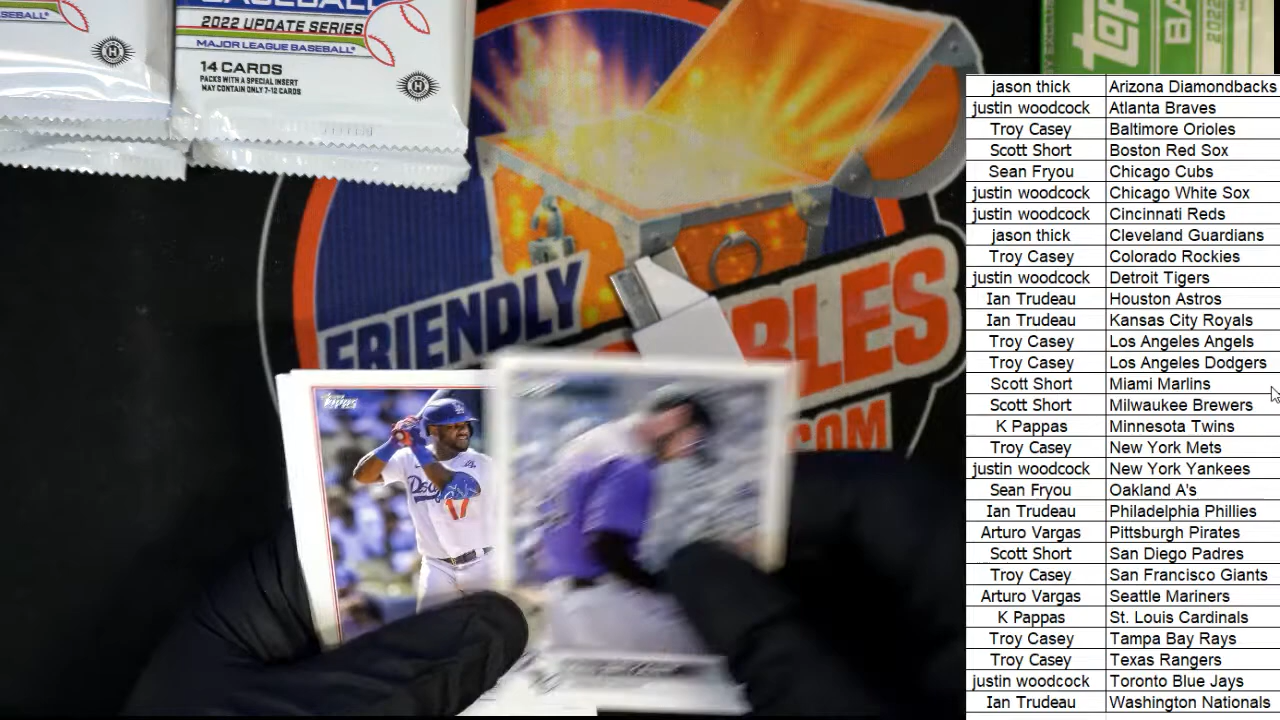 BASEBALL®
BASEBALL
2022 UPDATE SERIES
MAJOR LEAGUE BASEBALL®
14 CARDS
PACKS WITH A SPECIAL INSERT
MAY CONTAIN ONLY 7-12 CARDS
topps
BA
2022
FRIENDLY
BLES
.COM
Topps
17
jason thick Arizona Diamondbacks
justin woodcock Atlanta Braves
Troy Casey Baltimore Orioles
Scott Short Boston Red Sox
Sean Fryou Chicago Cubs
justin woodcock Chicago White Sox
justin woodcock Cincinnati Reds
jason thick Cleveland Guardians
Troy Casey Colorado Rockies
justin woodcock Detroit Tigers
Ian Trudeau Houston Astros
Ian Trudeau Kansas City Royals
Troy Casey Los Angeles Angels
Troy Casey Los Angeles Dodgers
Scott Short Miami Marlins
Scott Short Milwaukee Brewers
K Pappas Minnesota Twins
Troy Casey New York Mets
justin woodcock New York Yankees
Sean Fryou Oakland A's
Ian Trudeau Philadelphia Phillies
Arturo Vargas Pittsburgh Pirates
Scott Short San Diego Padres
Troy Casey San Francisco Giants
Arturo Vargas Seattle Mariners
K Pappas St. Louis Cardinals
Troy Casey Tampa Bay Rays
Troy Casey Texas Rangers
justin woodcock Toronto Blue Jays
Ian Trudeau Washington Nationals